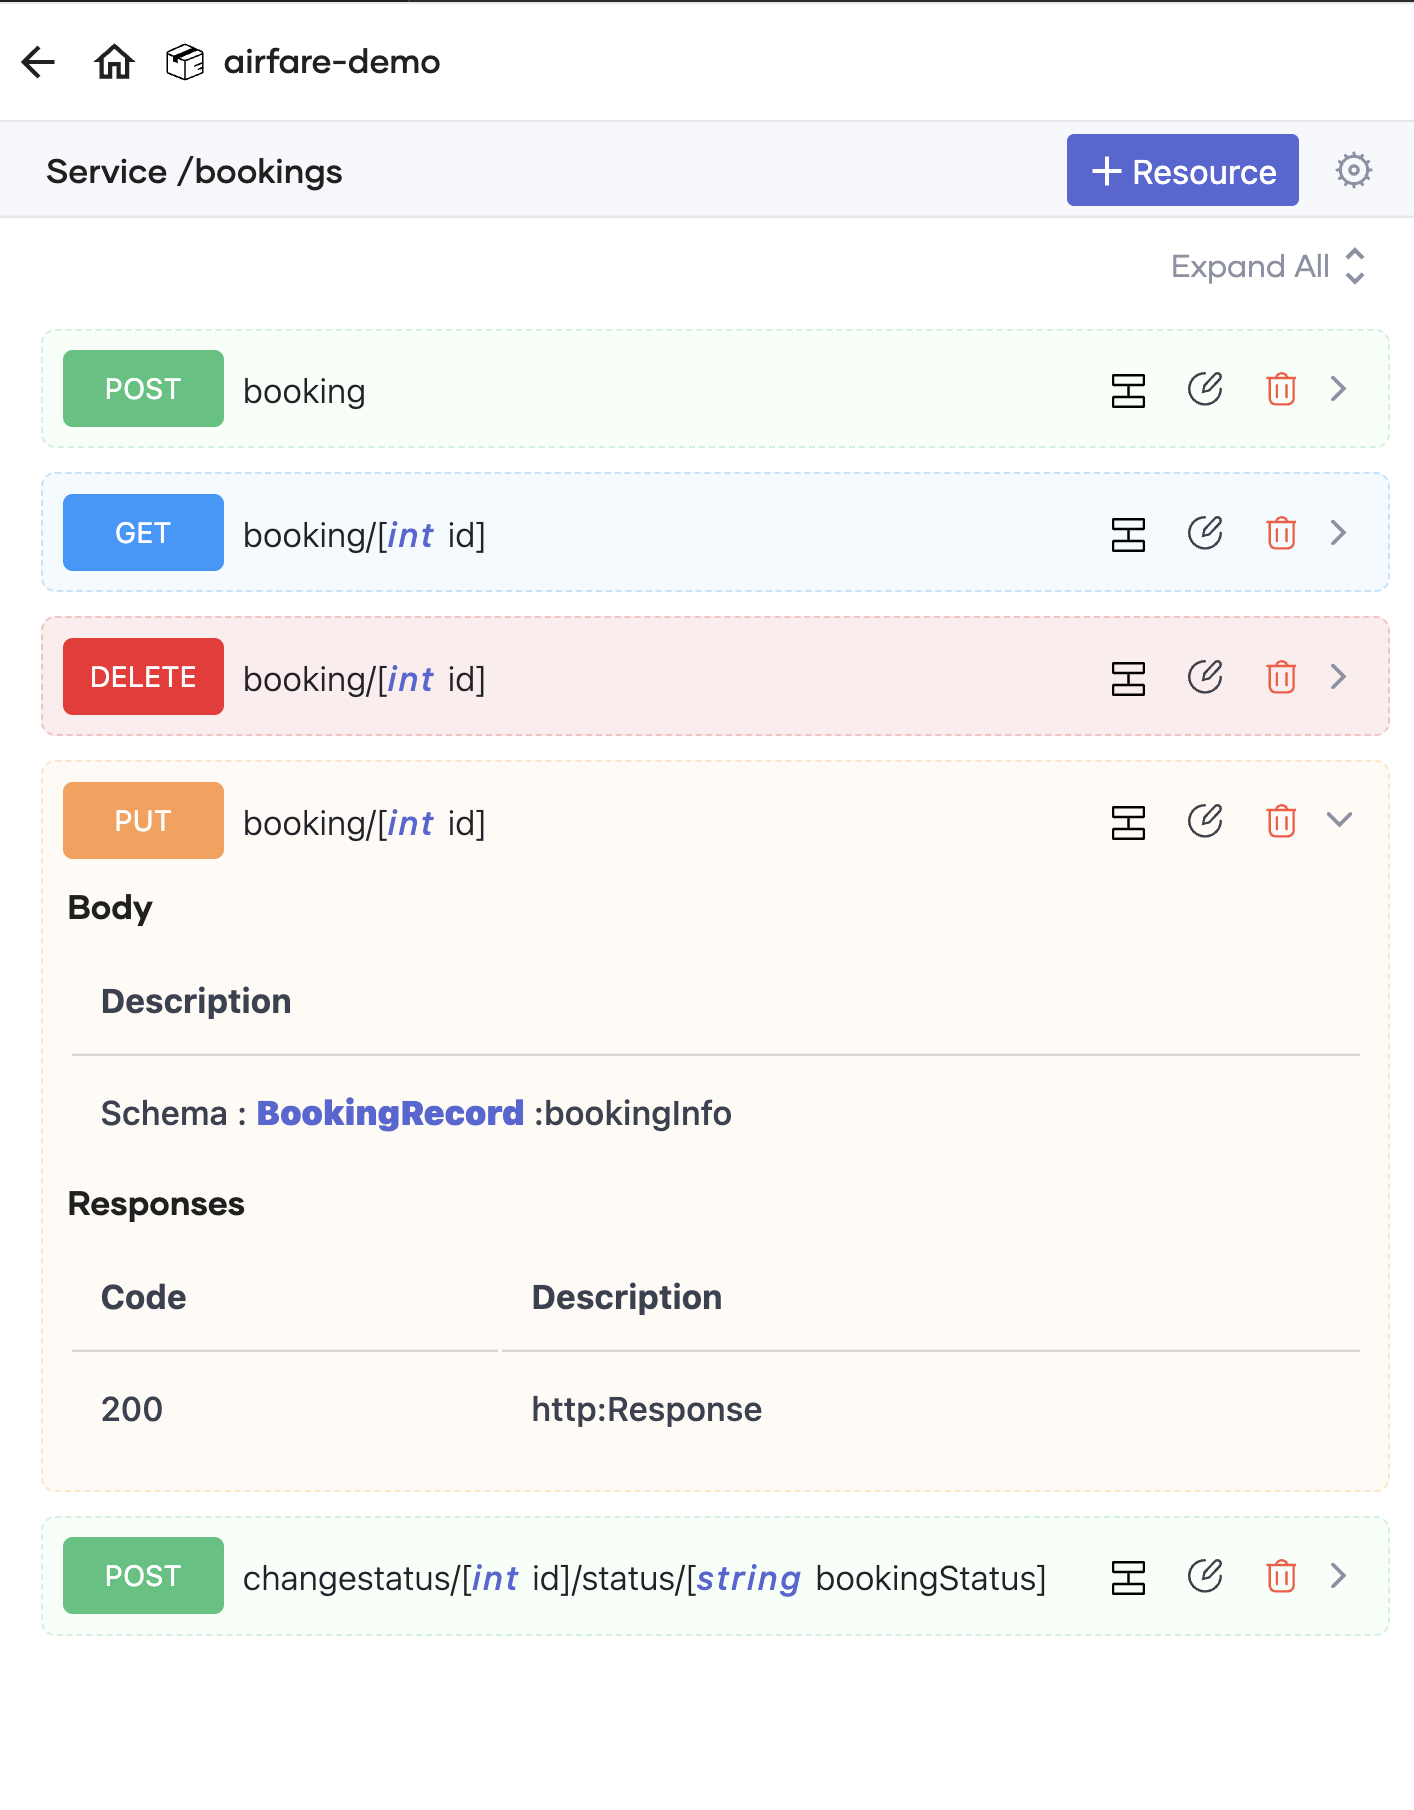 airfare-demo
Service /bookings
+ Resource
Expand All
POST booking
GET booking/[int id]
DELETE booking/[int id]
PUT booking/[int id]
Body
Description
Schema : BookingRecord :bookingInfo
Responses
Code Description
200 http:Response
POST changestatus/[int id]/status/[string bookingStatus]